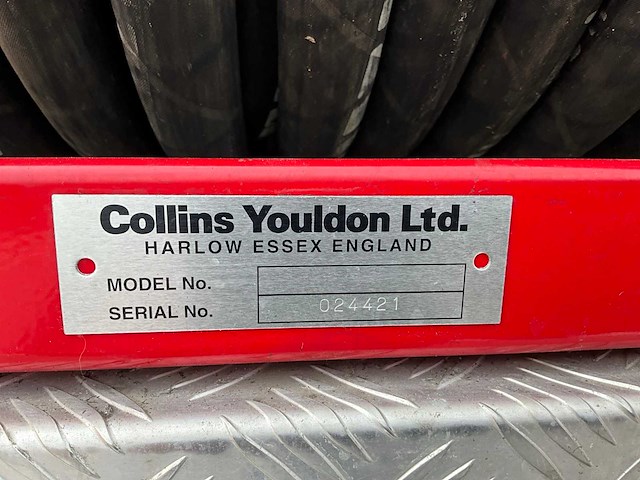 Collins Youldon Ltd.
HARLOW ESSEX ENGLAND
MODEL No.
SERIAL No. 024421